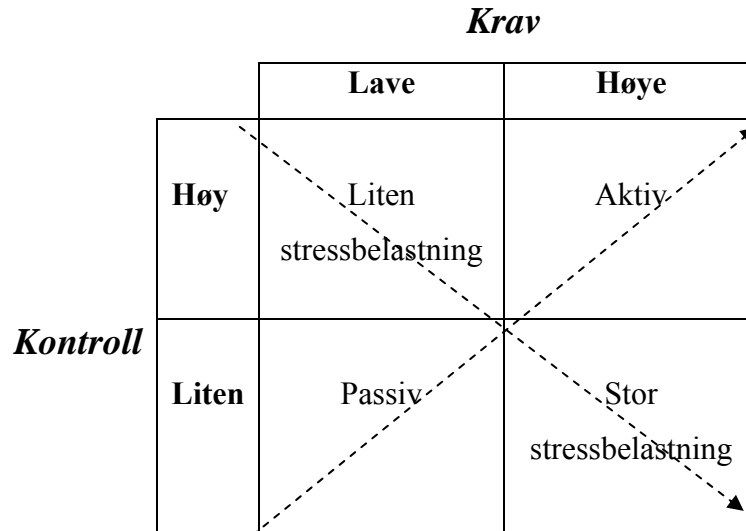 Krav
Lave Høye
Høy Liten Aktiv
stressbelastning
Kontroll
Liten Passiv Stor
stressbelastning